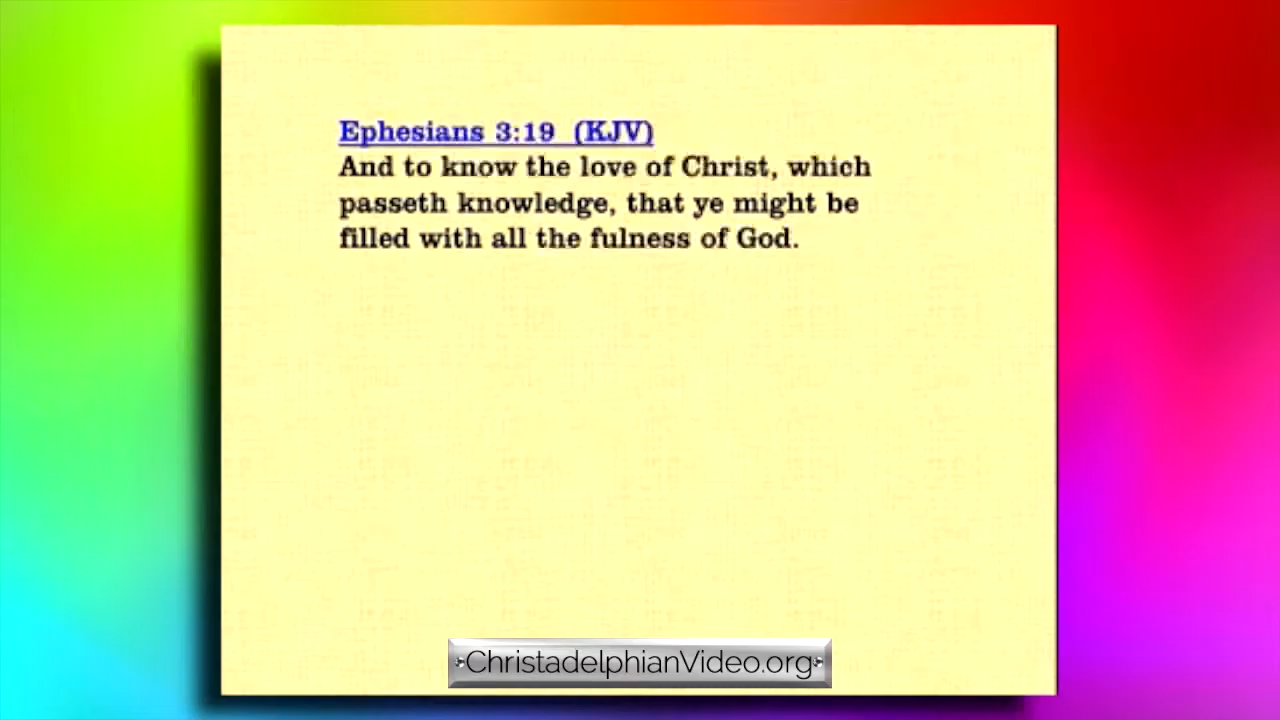 Ephesians 3:19 (KJV)
And to know the love of Christ, which
passeth knowledge, that ye might be
filled with all the fulness of God.
ChristadelphianVideo.org